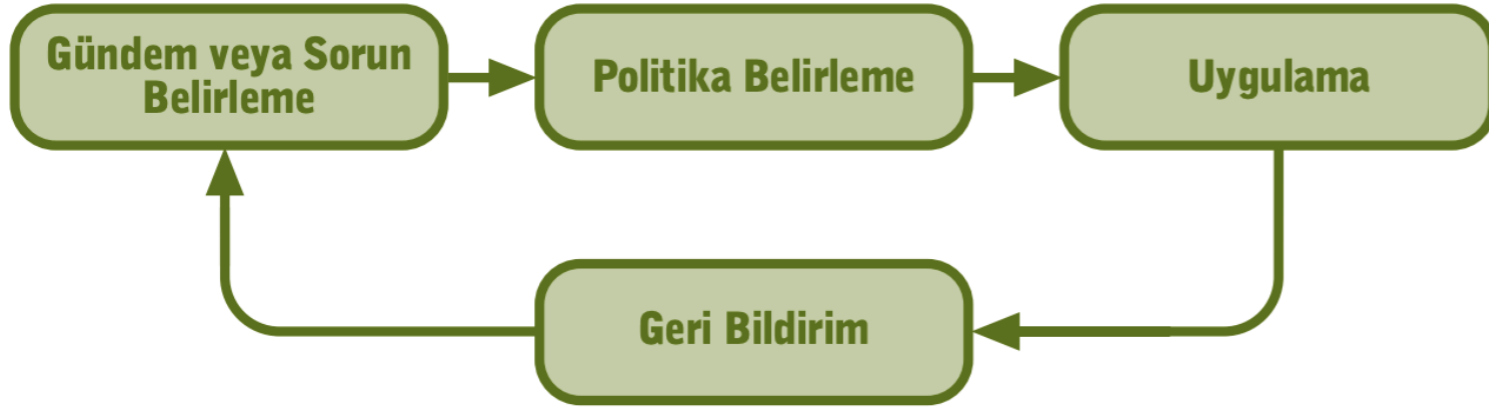 Gündem veya Sorun
Belirleme
Politika Belirleme
Uygulama
Geri Bildirim